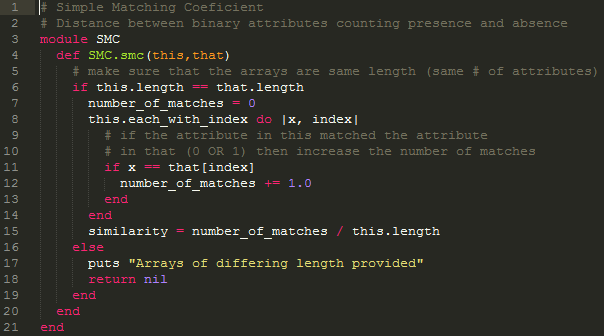 1 # Simple Matching Coeficient
2 # Distance between binary attributes counting presence and absence
3 module SMC
4   def SMC.smc(this,that)
5     # make sure that the arrays are same length (same # of attributes)
6     if this.length == that.length
7       number_of_matches = 0
8       this.each_with_index do |x, index|
9         # if the attribute in this matched the attribute
10         # in that (0 OR 1) then increase the number of matches
11         if x == that[index]
12           number_of_matches += 1.0
13         end
14       end
15       similarity = number_of_matches / this.length
16     else
17       puts "Arrays of differing length provided"
18       return nil
19     end
20   end
21 end